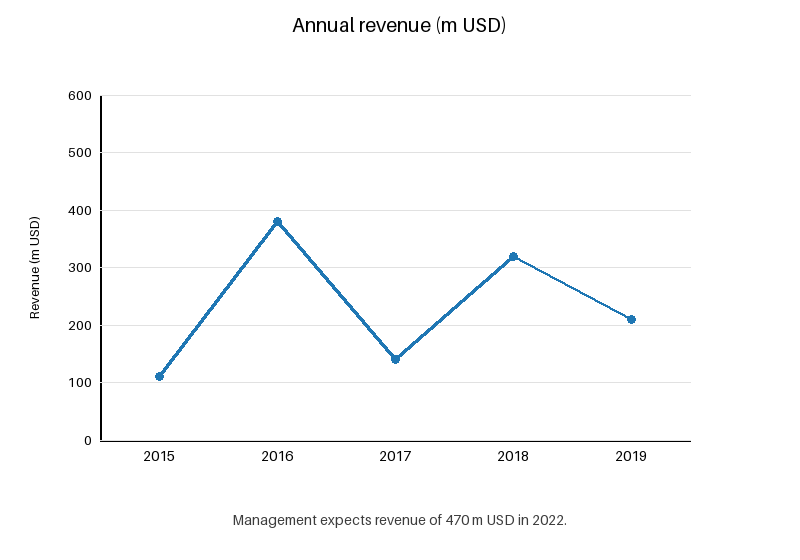 Annual revenue (m USD)
600
500
400
300
200
100
0
Revenue (m USD)
2015 2016 2017 2018 2019
Management expects revenue of 470 m USD in 2022.